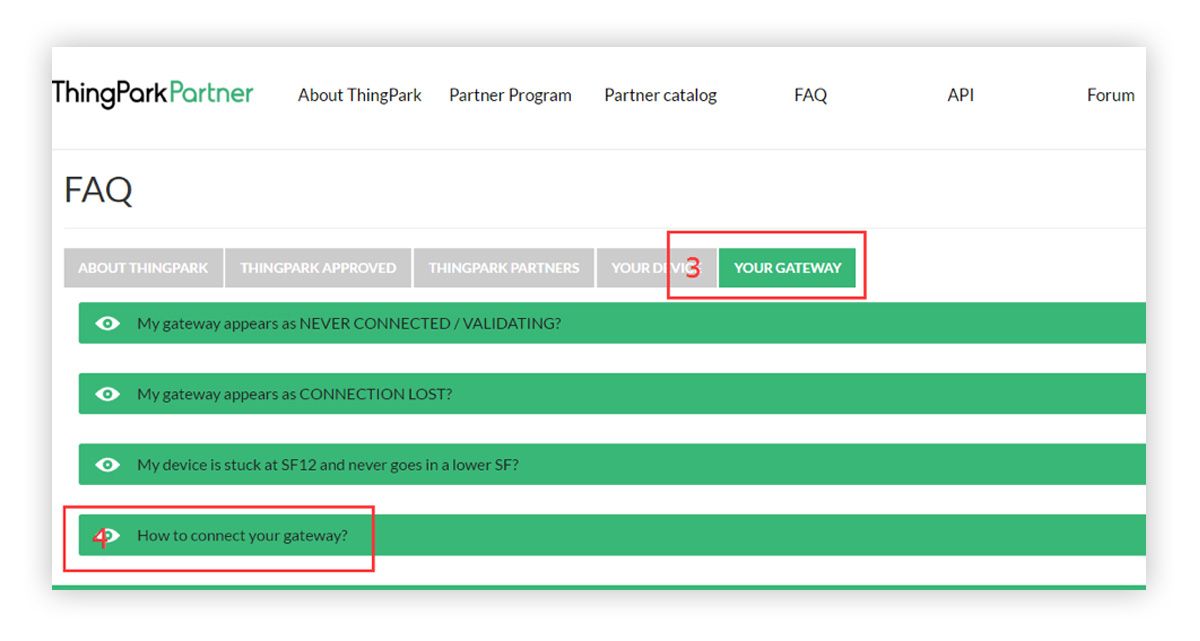 ThingParkPartner About ThingPark Partner Program Partner catalog FAQ API Forum
FAQ
ABOUT THINGPARK THINGPARK APPROVED THINGPARK PARTNERS YOUR DEVICE 3 YOUR GATEWAY
My gateway appears as NEVER CONNECTED / VALIDATING?
My gateway appears as CONNECTION LOST?
My device is stuck at SF12 and never goes in a lower SF?
4 How to connect your gateway?